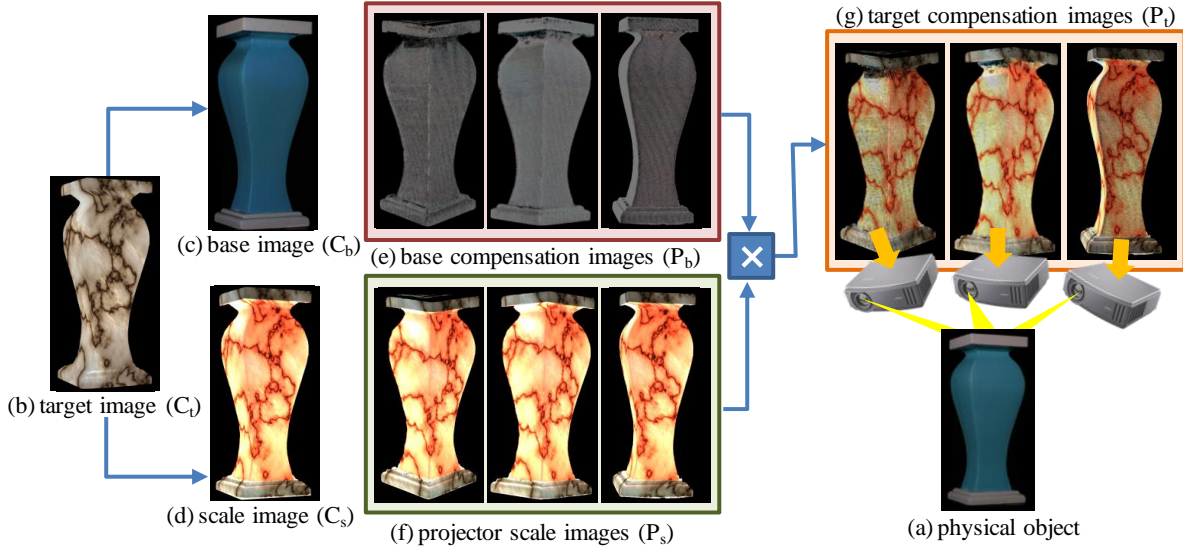 (g) target compensation images (Pt)
(c) base image (Cb)
(e) base compensation images (Pb)
×
(b) target image (Ct)
(d) scale image (Cs)
(f) projector scale images (Ps)
(a) physical object